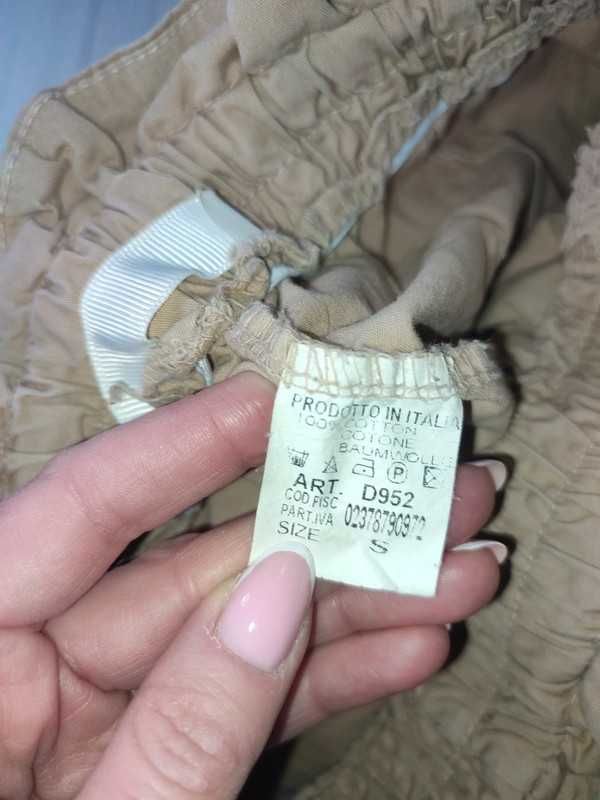 PRODOTTO IN ITALIA
100% COTTON
COTONE
BAUMWOLLE
P
ART. D952
COD FISC
PART.IVA 02378790972
SIZE S